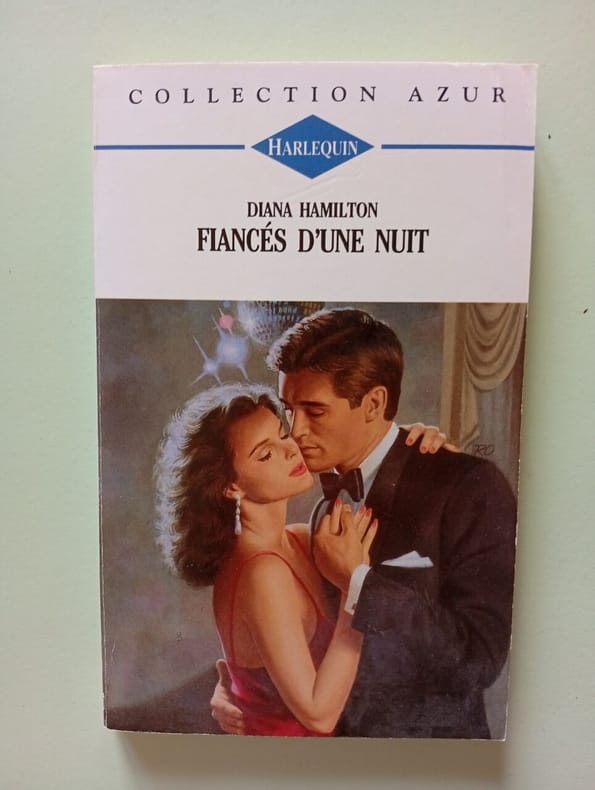 COLLECTION AZUR
HARLEQUIN
DIANA HAMILTON
FIANCÉS D'UNE NUIT